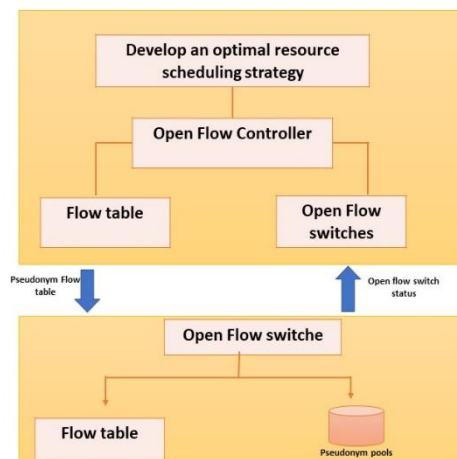 Develop an optimal resource
scheduling strategy
Open Flow Controller
Flow table
Open Flow
switches
Pseudonym Flow
table
Open flow switch
status
Open Flow switche
Flow table
Pseudonym pools